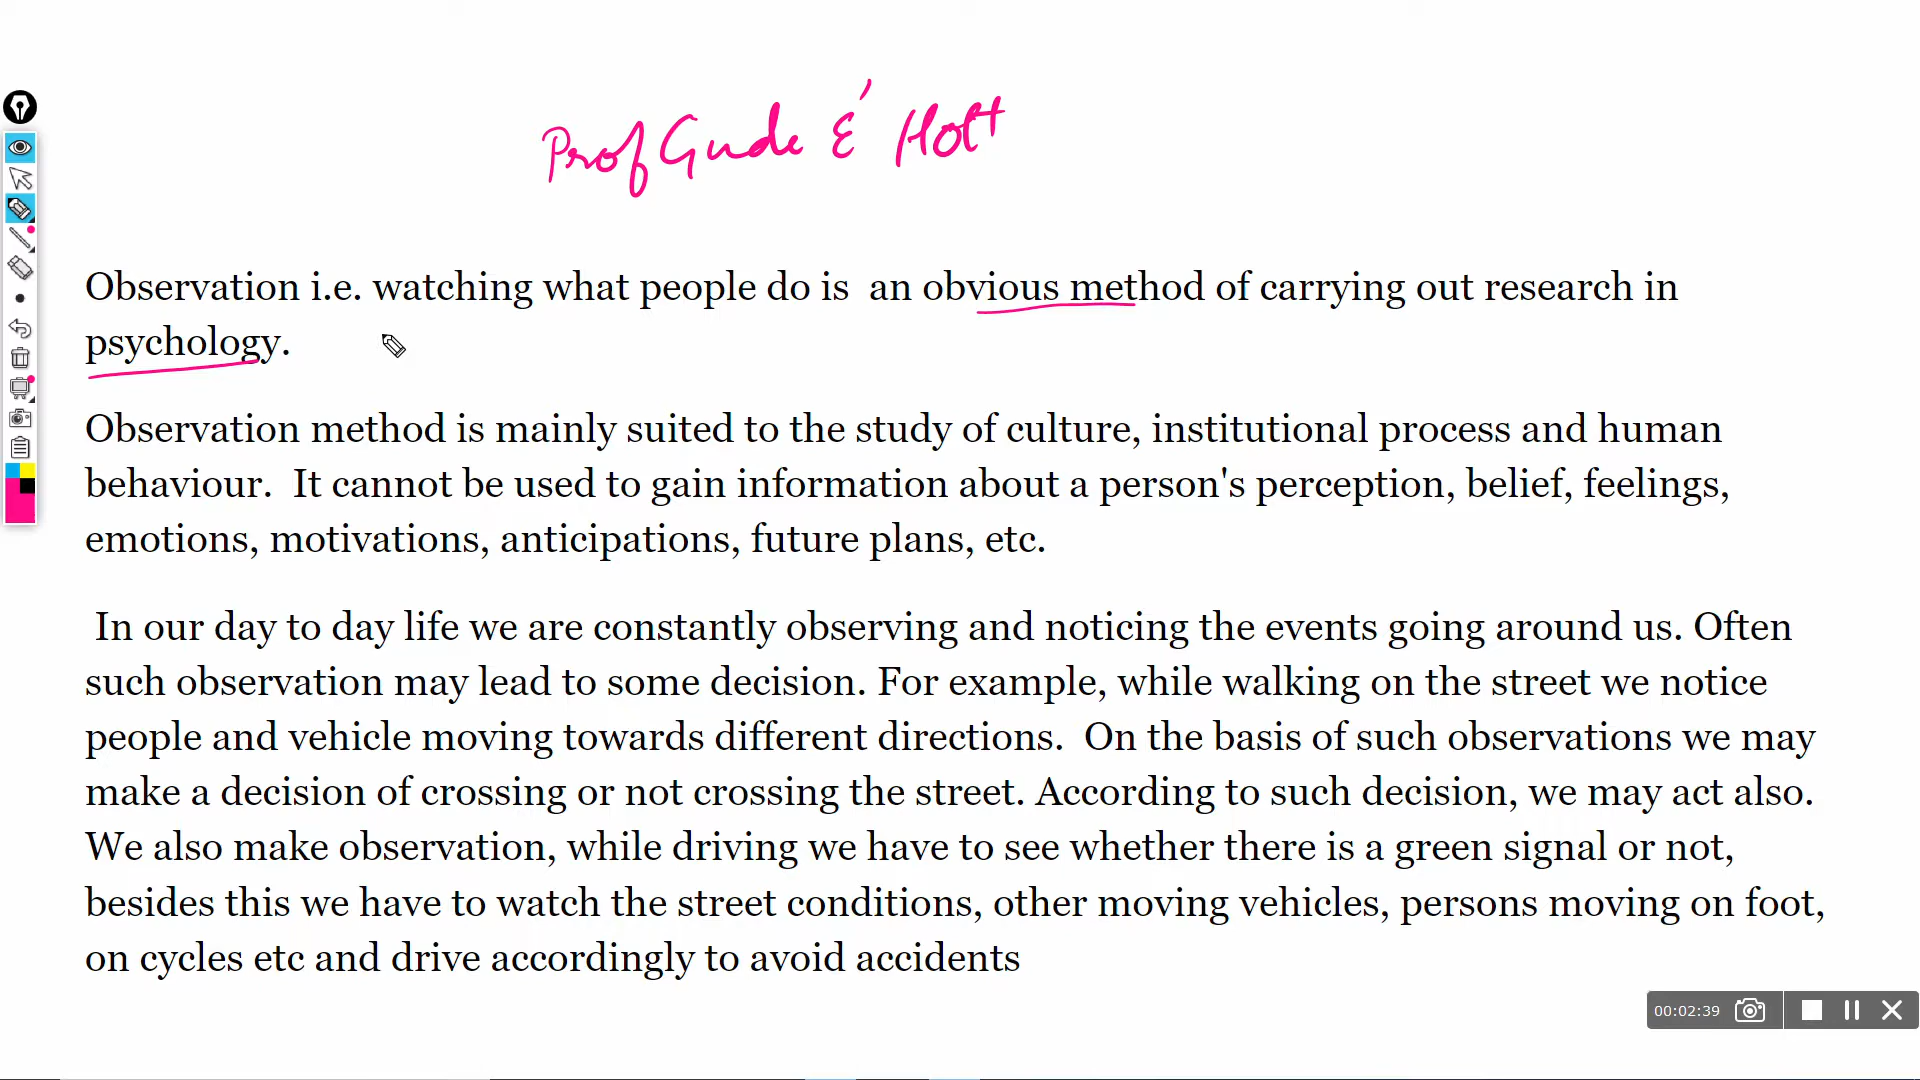 Prof Gude & Hott
Observation i.e. watching what people do is  an obvious method of carrying out research in
psychology.
Observation method is mainly suited to the study of culture, institutional process and human
behaviour.  It cannot be used to gain information about a person's perception, belief, feelings,
emotions, motivations, anticipations, future plans, etc.
In our day to day life we are constantly observing and noticing the events going around us. Often
such observation may lead to some decision. For example, while walking on the street we notice
people and vehicle moving towards different directions.  On the basis of such observations we may
make a decision of crossing or not crossing the street. According to such decision, we may act also.
We also make observation, while driving we have to see whether there is a green signal or not,
besides this we have to watch the street conditions, other moving vehicles, persons moving on foot,
on cycles etc and drive accordingly to avoid accidents
00:02:39